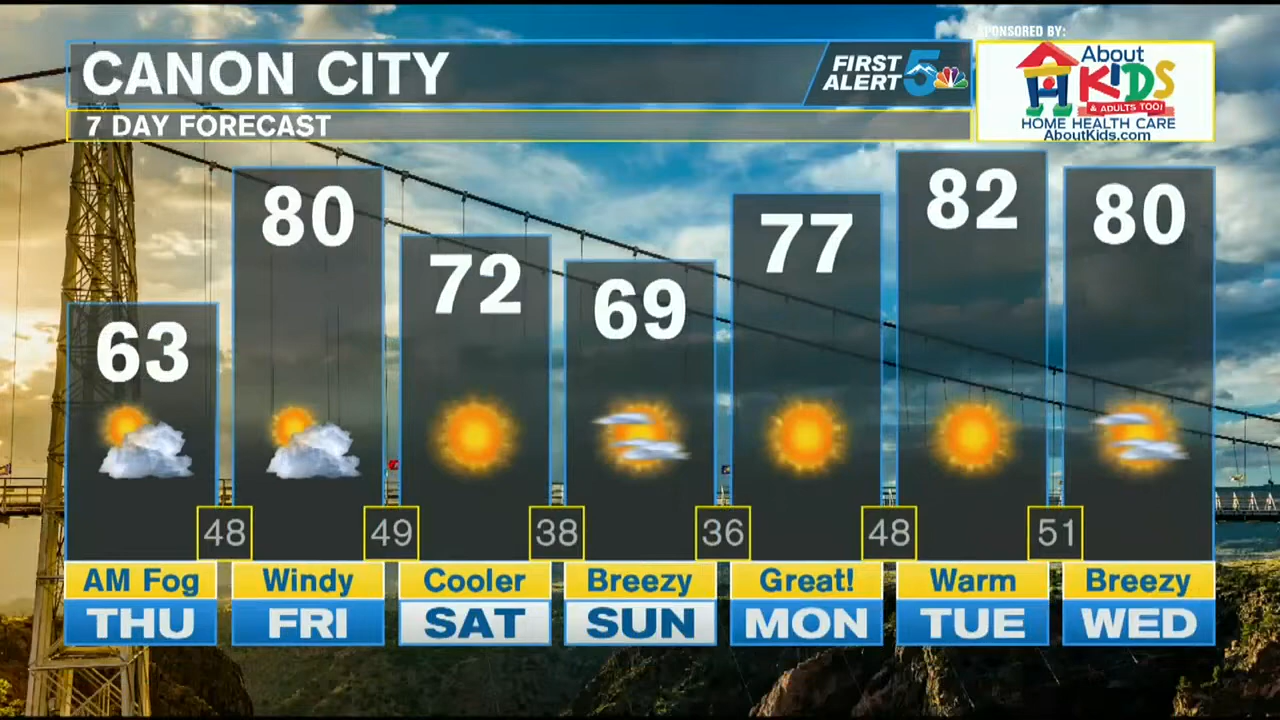 SPONSORED BY:
CANON CITY
FIRST
ALERT 5
About
KIDS
& ADULTS TOO!
HOME HEALTH CARE
AboutKids.com
7 DAY FORECAST
63
80
72
69
77
82
80
48
49
38
36
48
51
AM Fog
Windy
Cooler
Breezy
Great!
Warm
Breezy
THU
FRI
SAT
SUN
MON
TUE
WED